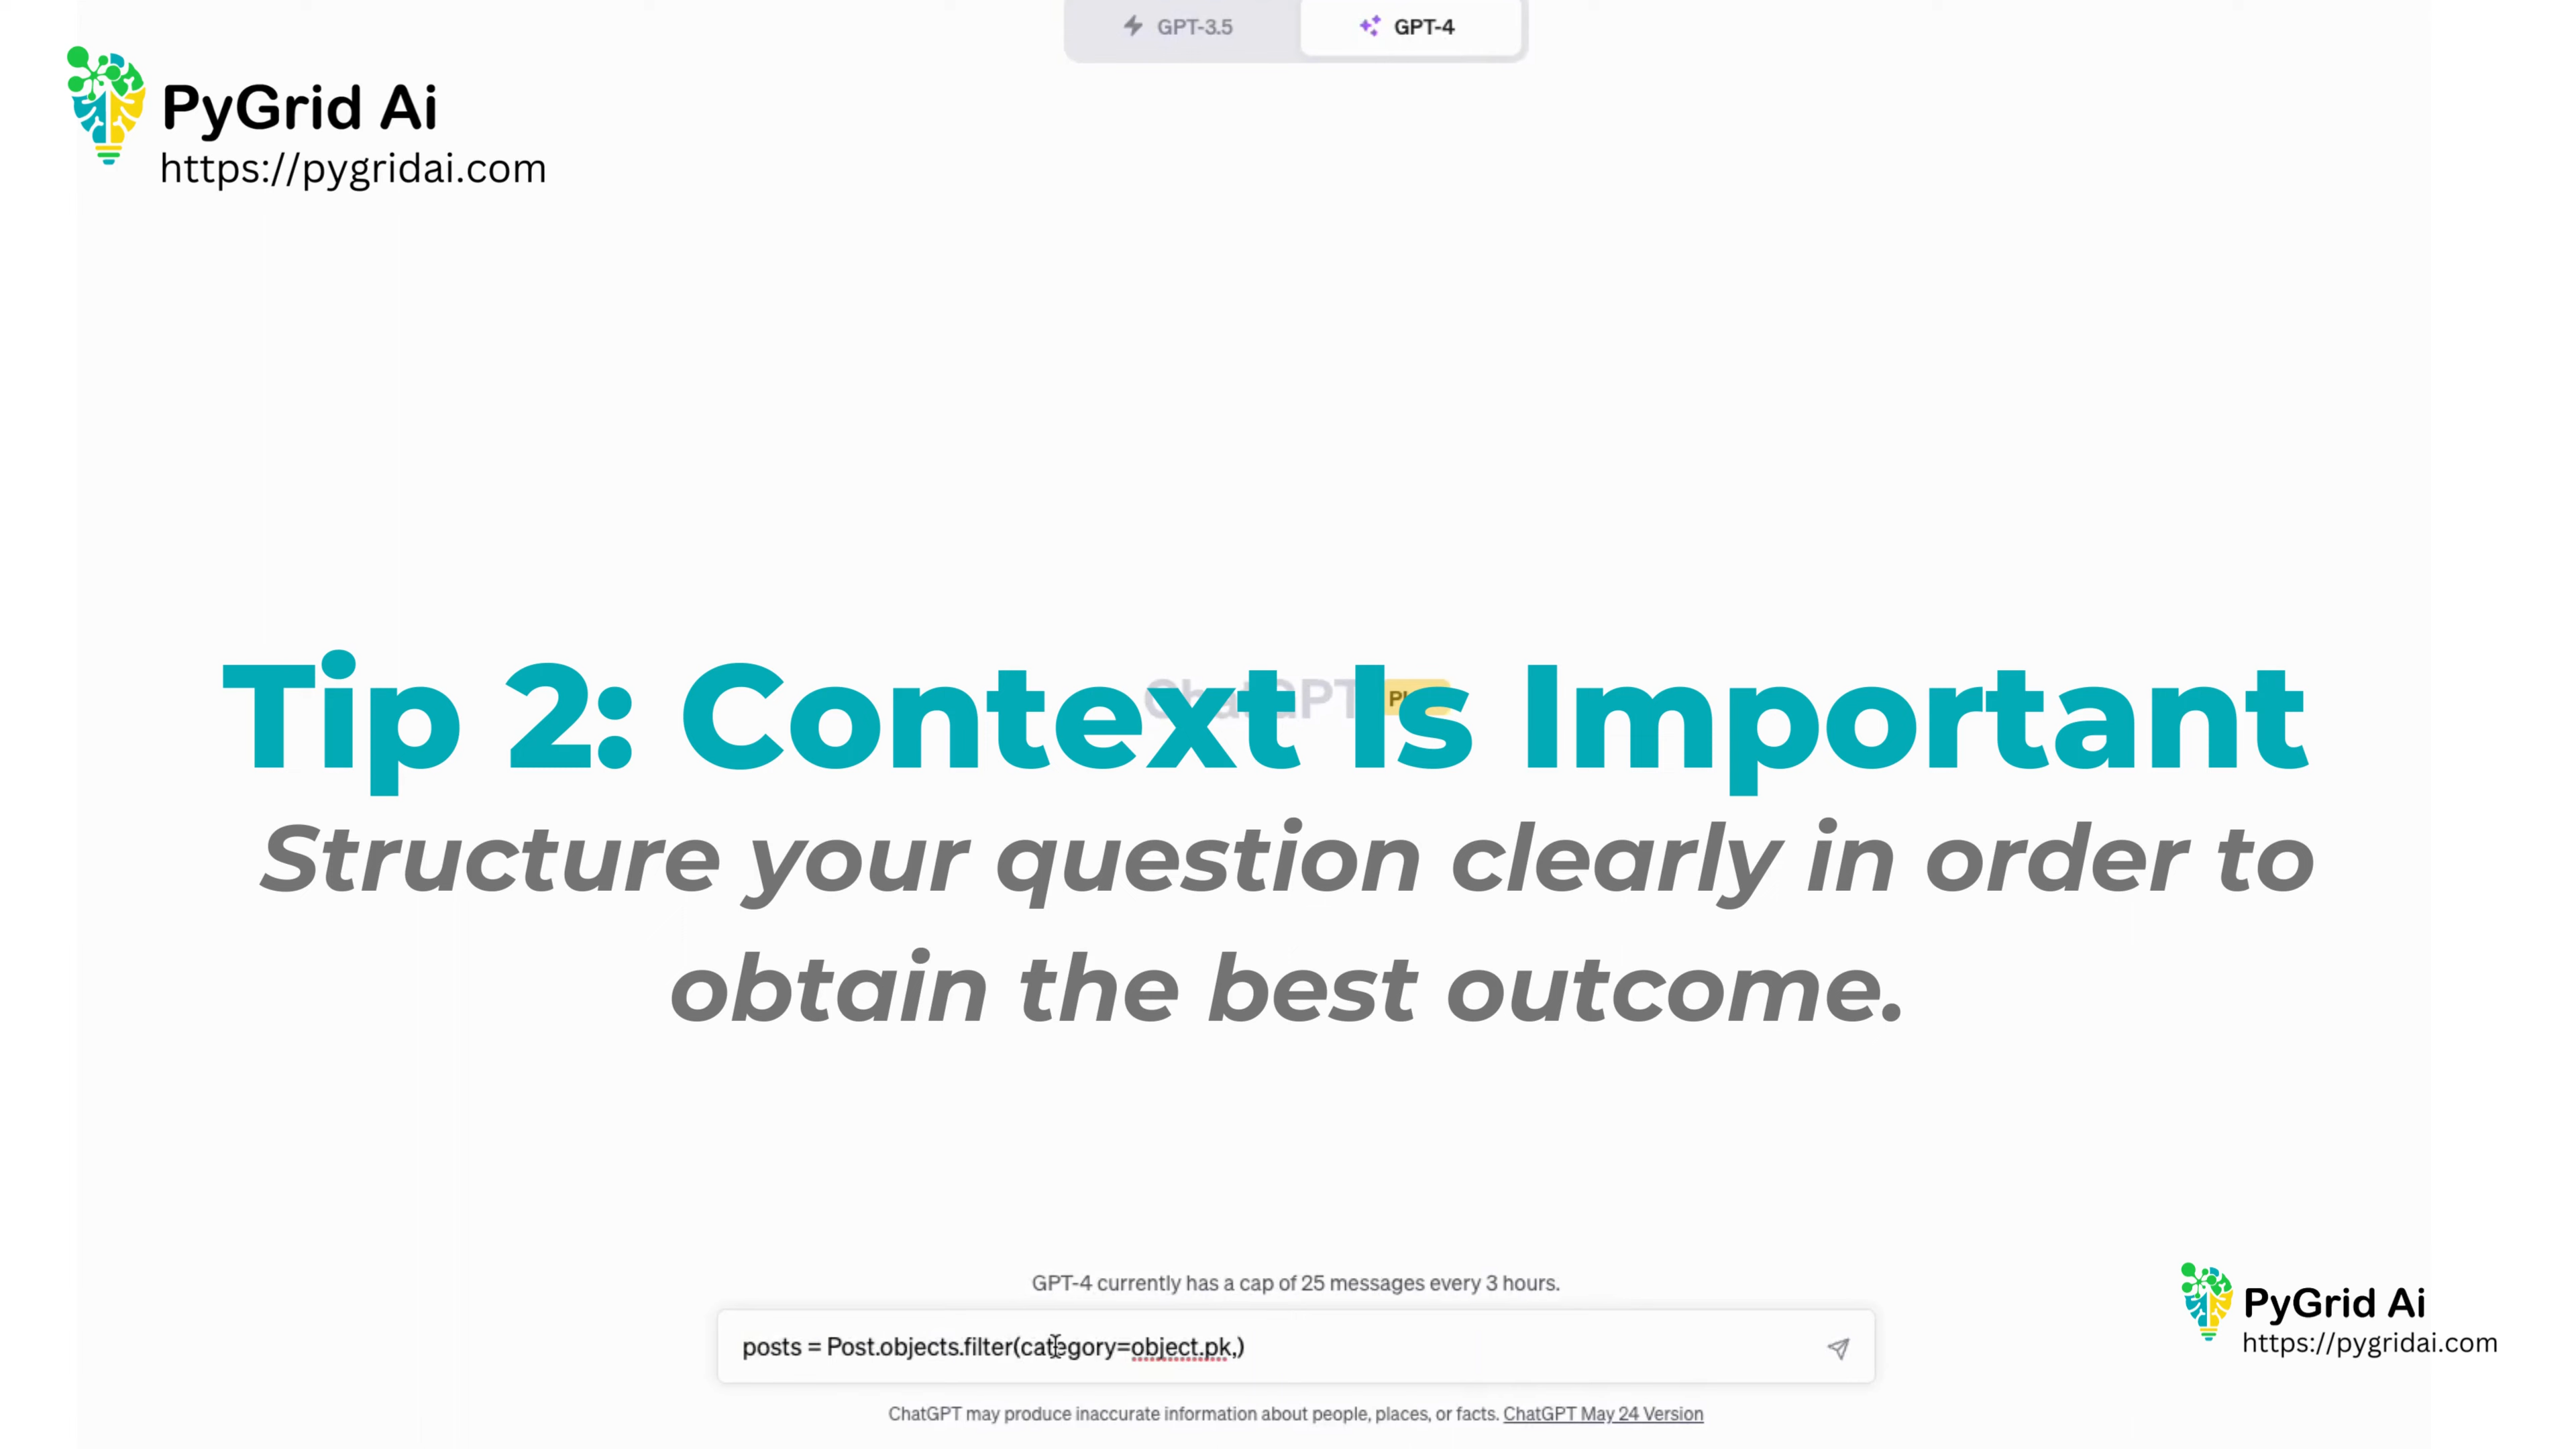 GPT-3.5
GPT-4
PyGrid Ai
https://pygridai.com
ChatGPT
Tip 2: Context Is Important
Structure your question clearly in order to
obtain the best outcome.
GPT-4 currently has a cap of 25 messages every 3 hours.
posts = Post.objects.filter(category=object.pk,)
PyGrid Ai
https://pygridai.com
ChatGPT may produce inaccurate information about people, places, or facts. ChatGPT May 24 Version